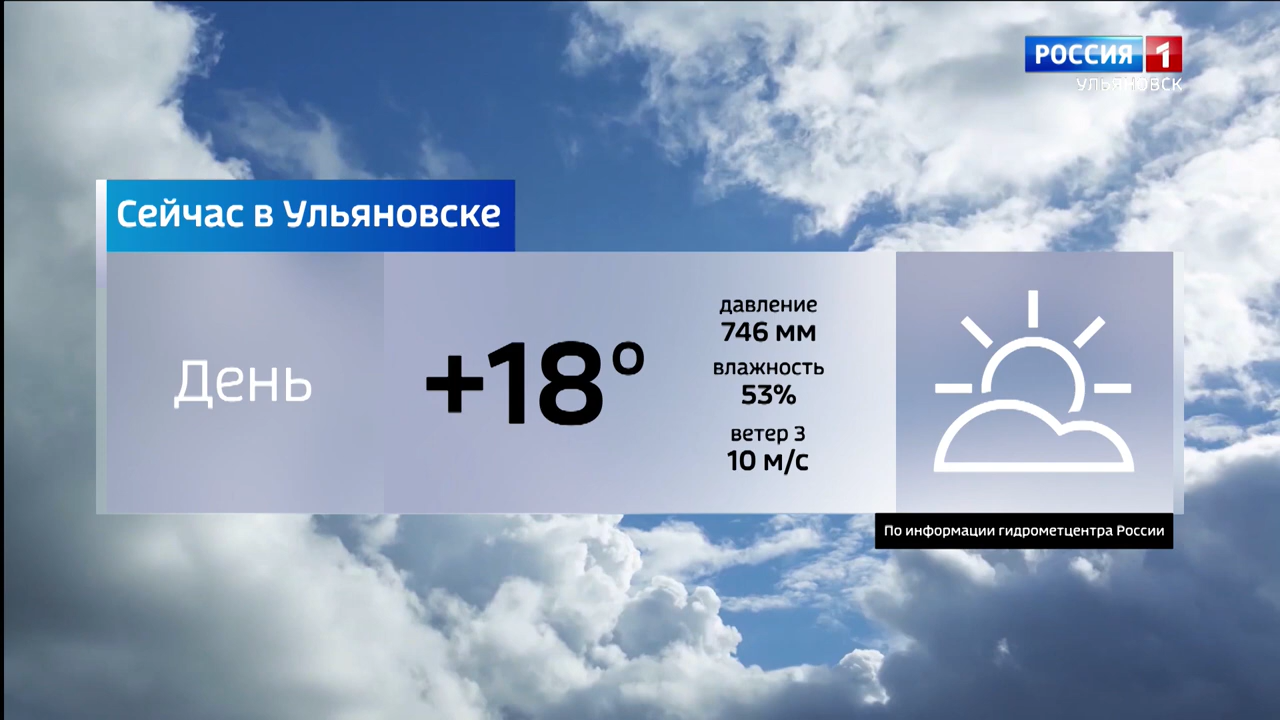 РОССИЯ 1
УЛЬЯНОВСК
Сейчас в Ульяновске
День
+18°
давление
746 мм
влажность
53%
ветер З
10 м/с
По информации гидрометцентра России